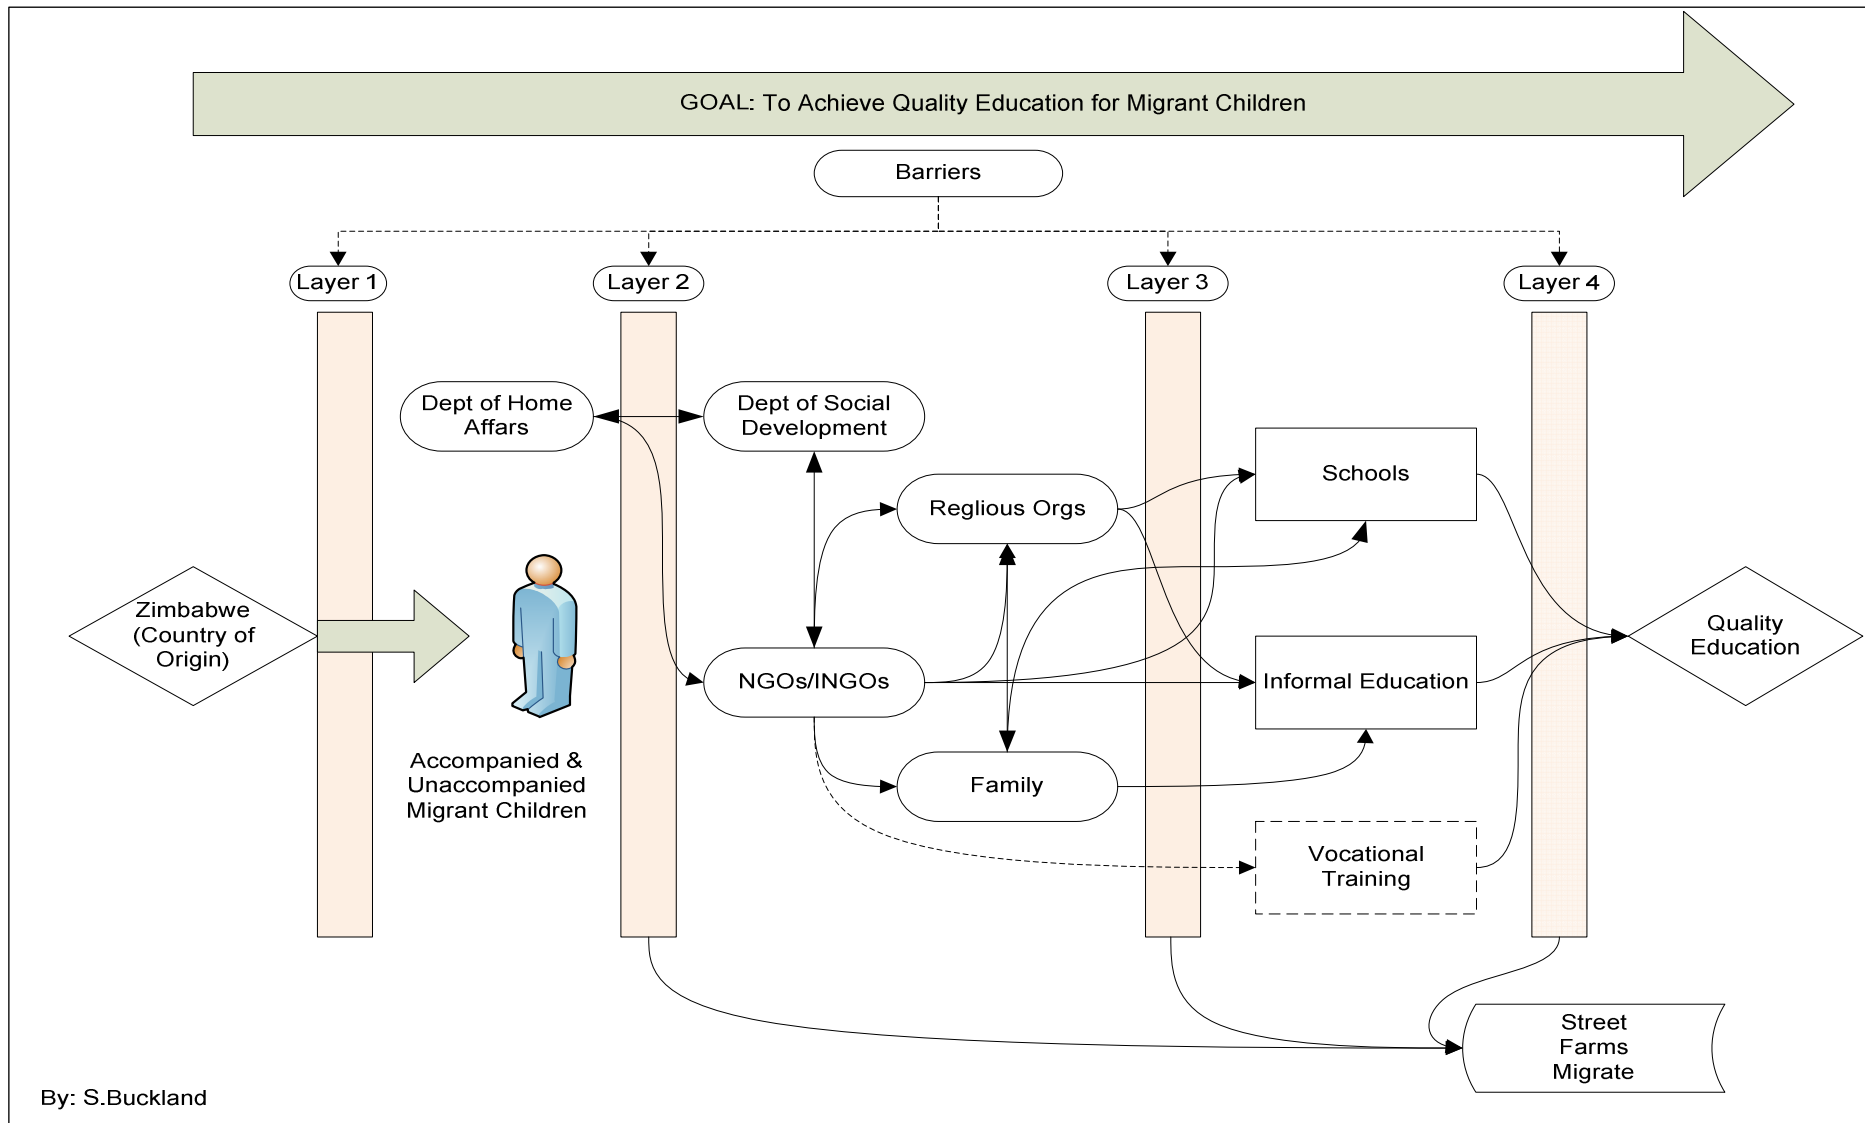 GOAL: To Achieve Quality Education for Migrant Children
Barriers
Layer 1
Layer 2
Layer 3
Layer 4
Dept of Home
Affars
Dept of Social
Development
Reglious Orgs
Schools
Zimbabwe
(Country of
Origin)
NGOs/INGOs
Informal Education
Quality
Education
Accompanied &
Unaccompanied
Migrant Children
Family
Vocational
Training
Street
Farms
Migrate
By: S.Buckland